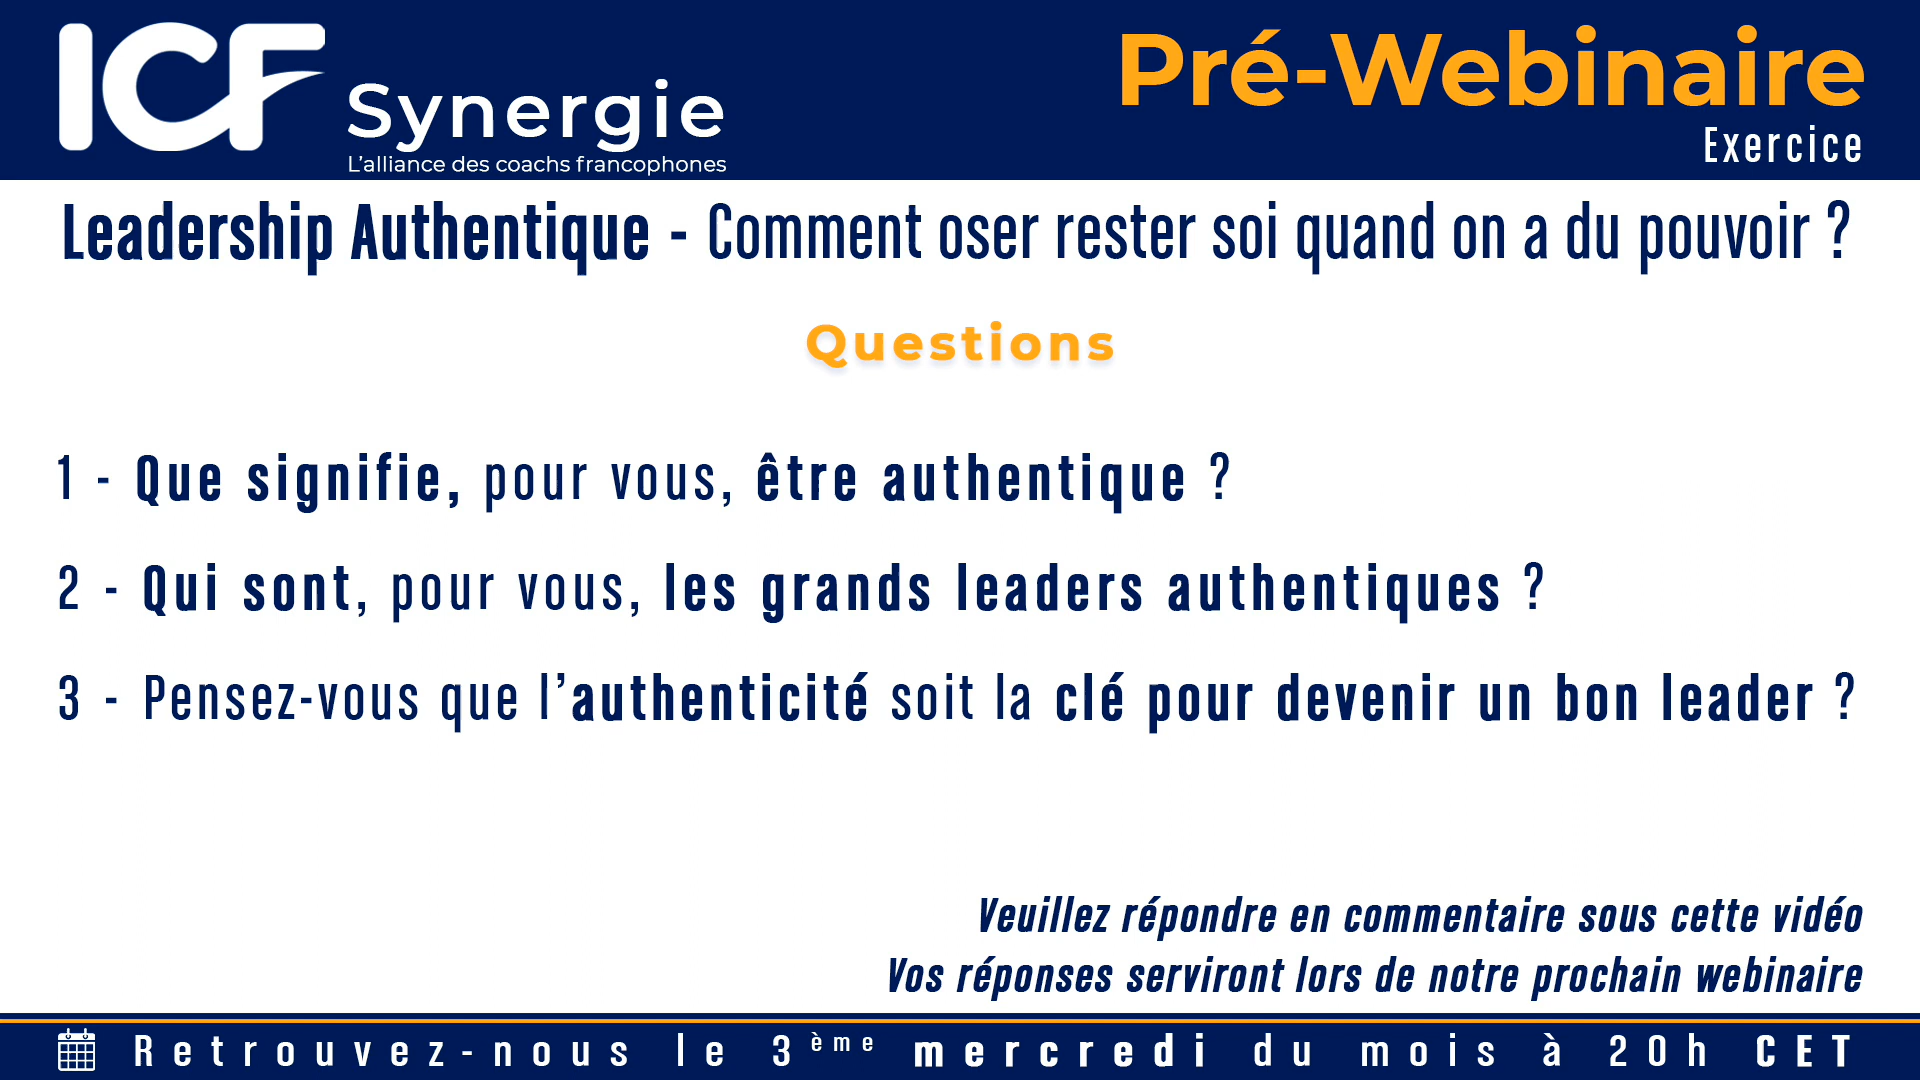 ICF Synergie
L’alliance des coachs francophones
Pré-Webinaire
Exercice
Leadership Authentique - Comment oser rester soi quand on a du pouvoir ?
Questions
1 - Que signifie, pour vous, être authentique ?
2 - Qui sont, pour vous, les grands leaders authentiques ?
3 - Pensez-vous que l’authenticité soit la clé pour devenir un bon leader ?
Veuillez répondre en commentaire sous cette vidéo
Vos réponses serviront lors de notre prochain webinaire
Retrouvez-nous le 3ème mercredi du mois à 20h CET